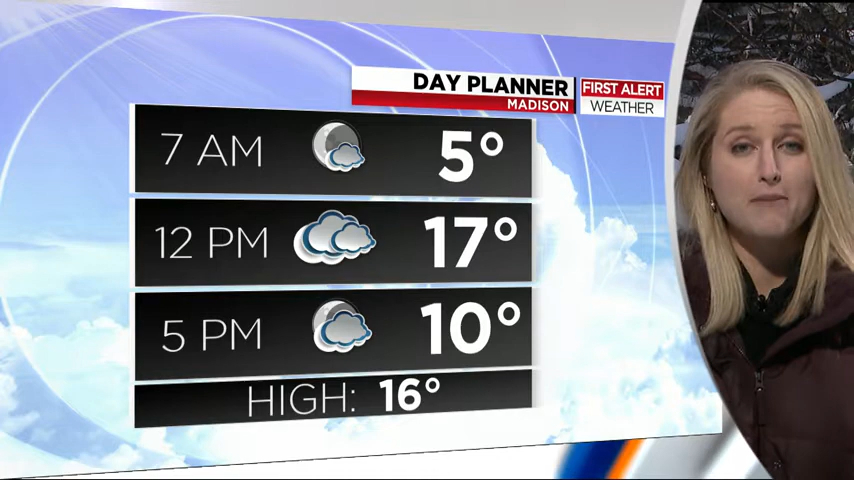 DAY PLANNER
MADISON
FIRST ALERT
WEATHER
7 AM 5°
12 PM 17°
5 PM 10°
HIGH: 16°